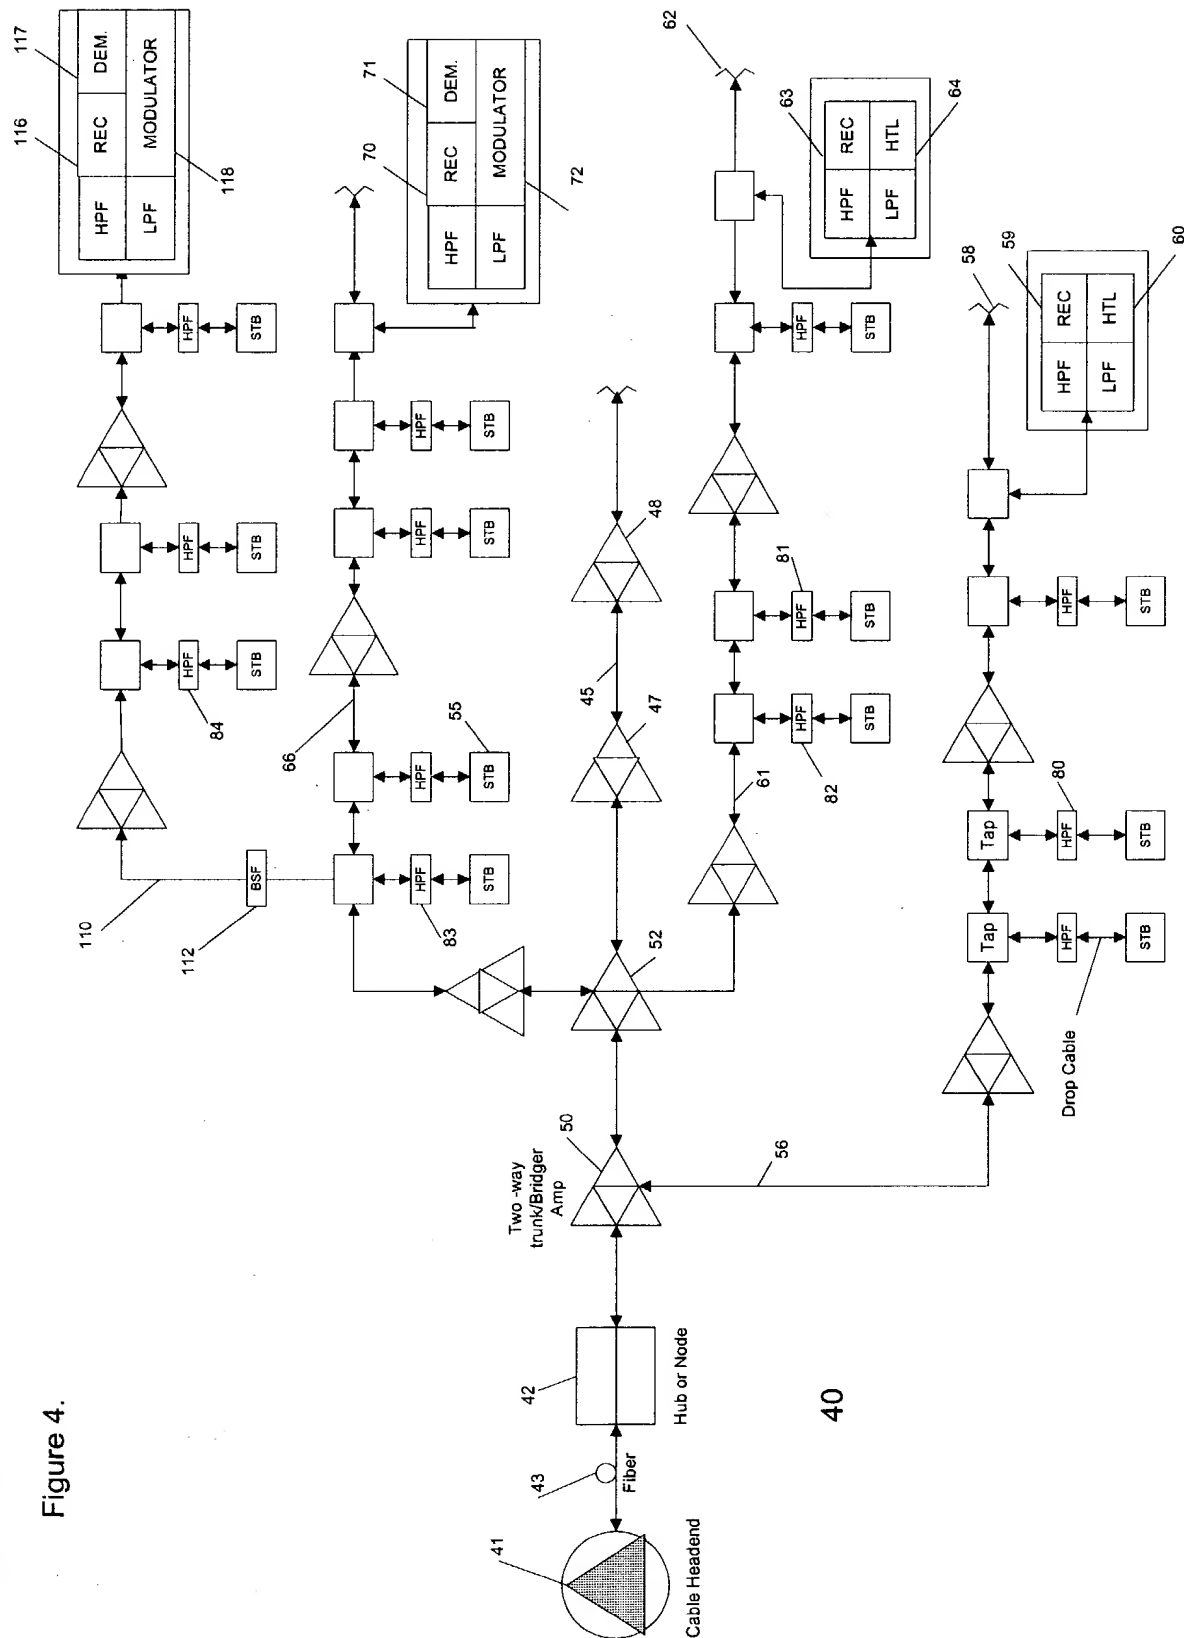 Figure 4.
117
116
DEM.
REC
HPF
MODULATOR
LPF
118
HPF
STB
HPF
STB
HPF
STB
84
110
BSF
112
71
70
DEM.
REC
HPF
MODULATOR
LPF
72
HPF
STB
HPF
STB
66
HPF
STB
55
HPF
STB
83
41
Cable Headend
43
Fiber
42
Hub or Node
Two -way
trunk/Bridger
Amp
50
52
47
45
48
40
62
63
HPF
REC
LPF
HTL
64
HPF
STB
81
HPF
STB
HPF
STB
82
61
56
58
59
HPF
REC
LPF
HTL
60
HPF
STB
Tap
HPF
STB
80
Tap
HPF
STB
Drop Cable